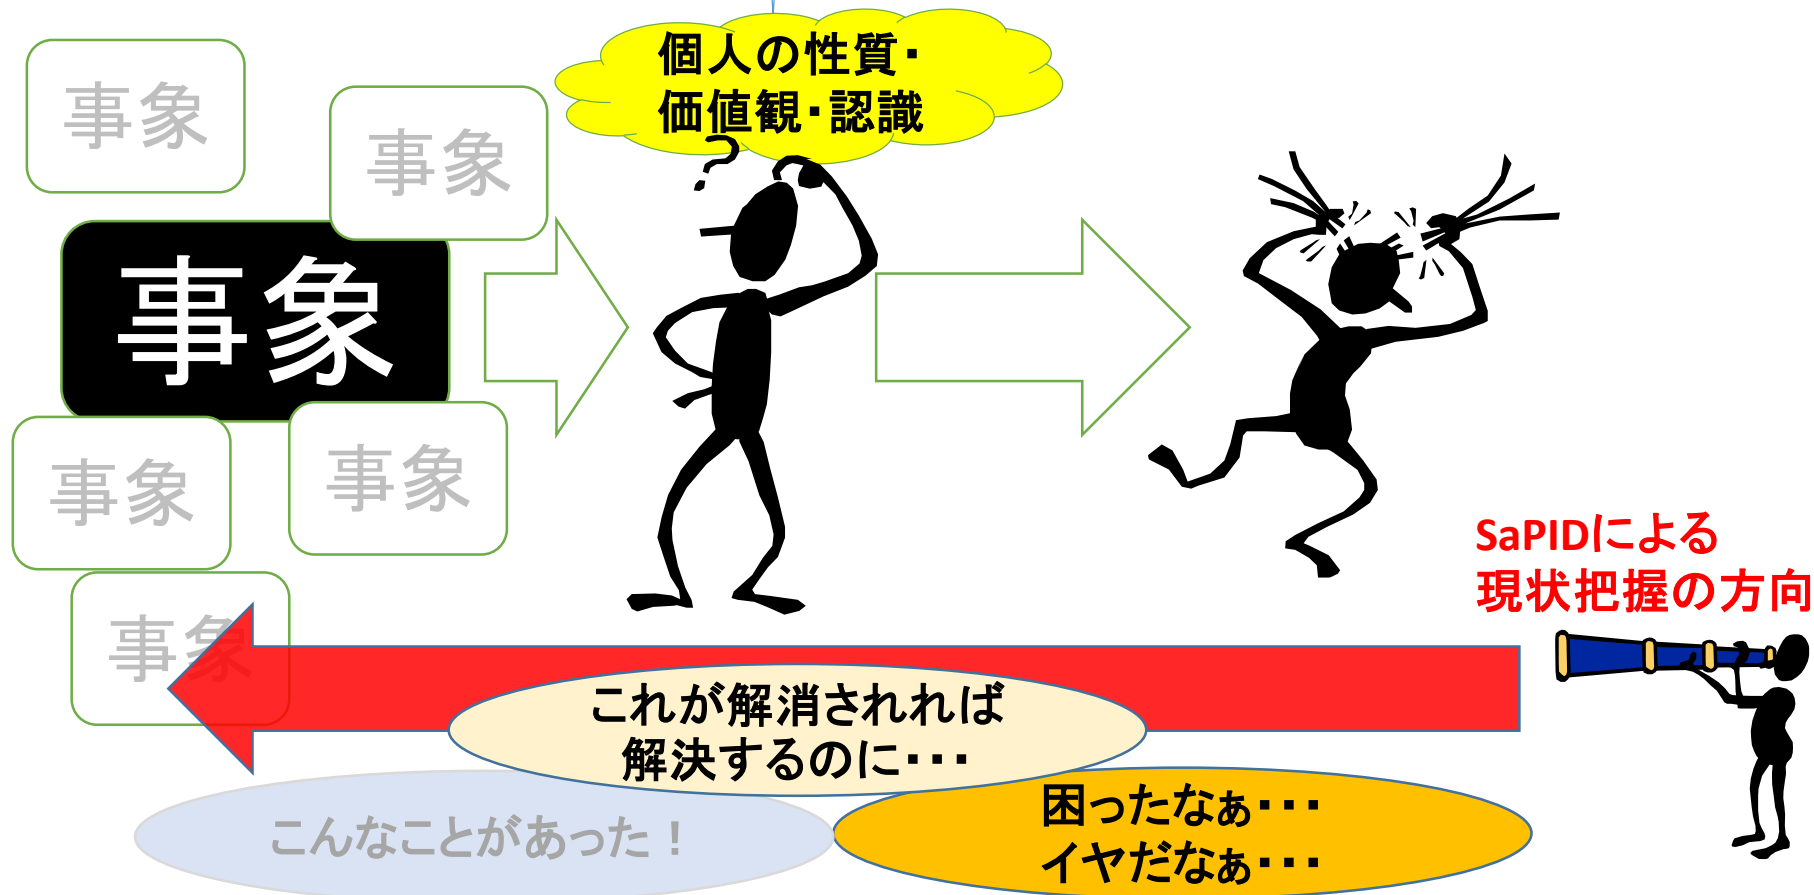 事象
事象
事象
事象
事象
事象
個人の性質・
価値観・認識
?
SaPIDによる
現状把握の方向
これが解消されれば
解決するのに・・・
こんなことがあった！
困ったなぁ・・・
イヤだなぁ・・・